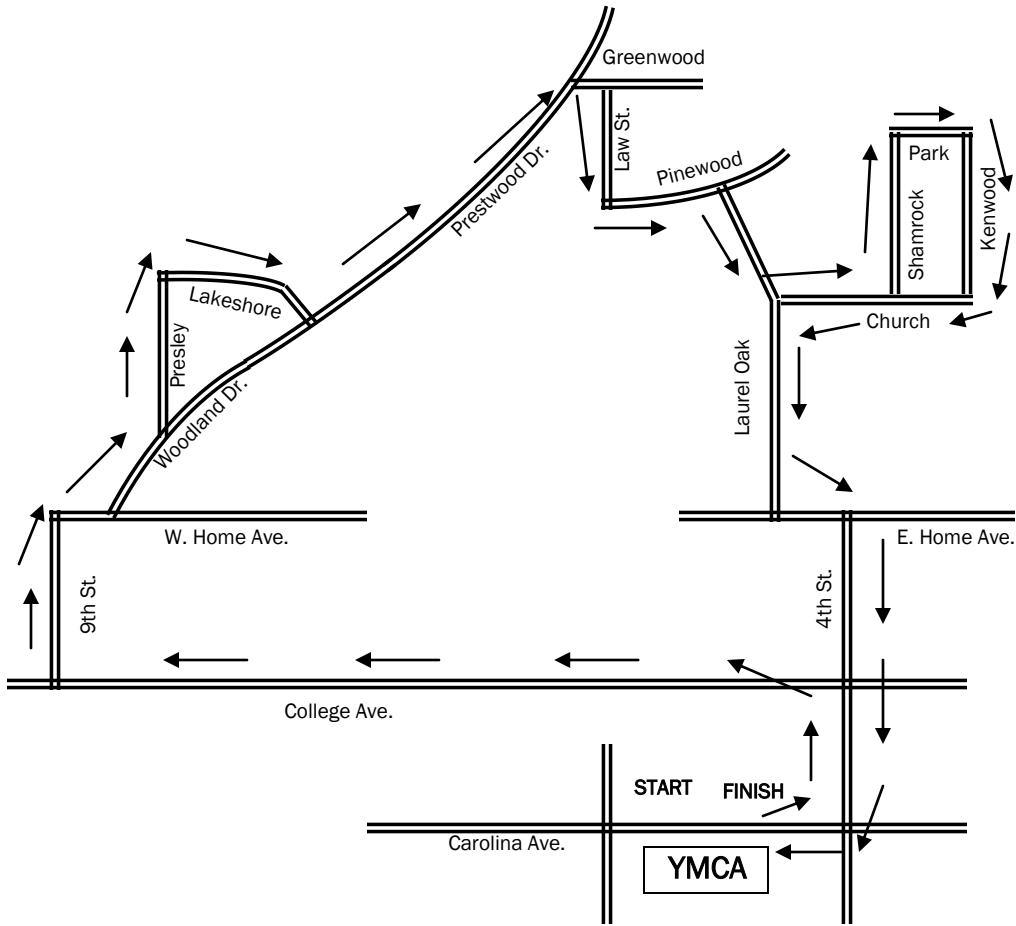 Greenwood
Law St.
Prestwood Dr.
Pinewood
Park
Shamrock
Kenwood
Lakeshore
Presley
Woodland Dr.
Church
Laurel Oak
W. Home Ave.
E. Home Ave.
9th St.
4th St.
College Ave.
START FINISH
Carolina Ave.
YMCA